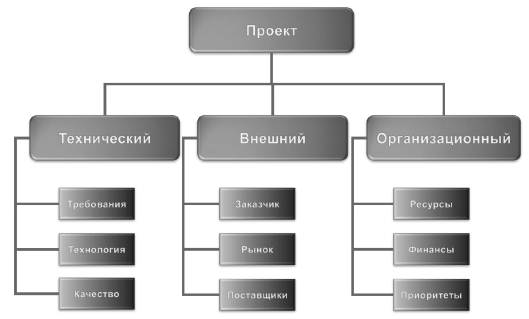 Проект
Технический
Внешний
Организационный
Требования
Заказчик
Ресурсы
Технология
Рынок
Финансы
Качество
Поставщики
Приоритеты